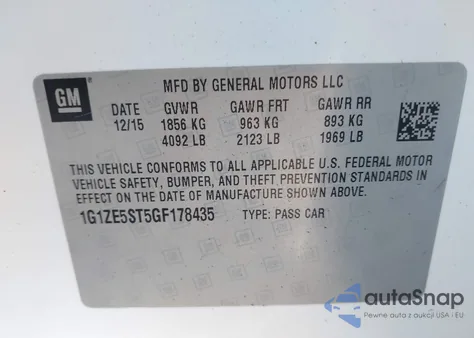 GM
MFD BY GENERAL MOTORS LLC
DATE GVWR GAWR FRT GAWR RR
12/15 1856 KG 963 KG 893 KG
4092 LB 2123 LB 1969 LB
THIS VEHICLE CONFORMS TO ALL APPLICABLE U.S. FEDERAL MOTOR
VEHICLE SAFETY, BUMPER, AND THEFT PREVENTION STANDARDS IN
EFFECT ON THE DATE OF MANUFACTURE SHOWN ABOVE.
1G1ZE5ST5GF178435 TYPE: PASS CAR
autaSnap
Pewne auta z aukcji USA i EU